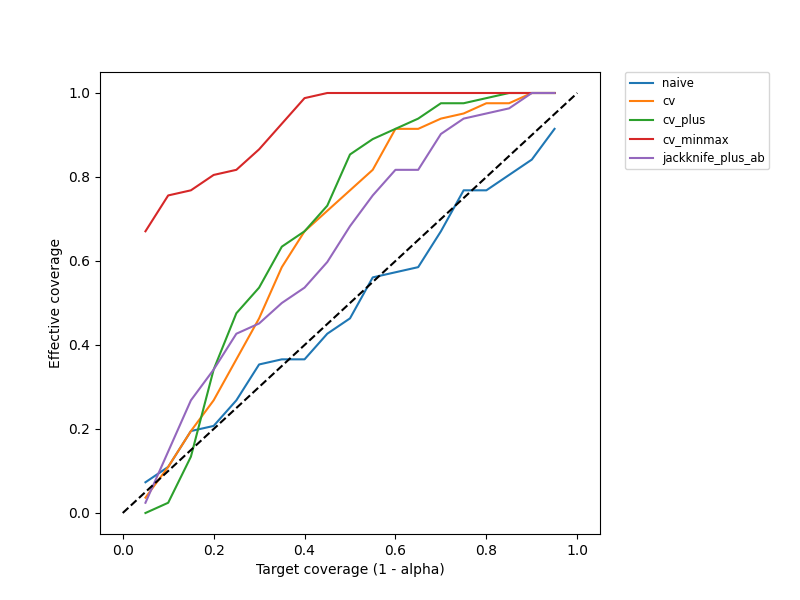 1.0
0.8
0.6
0.4
0.2
0.0
Effective coverage
0.0 0.2 0.4 0.6 0.8 1.0
Target coverage (1 - alpha)
naive
cv
cv_plus
cv_minmax
jackknife_plus_ab